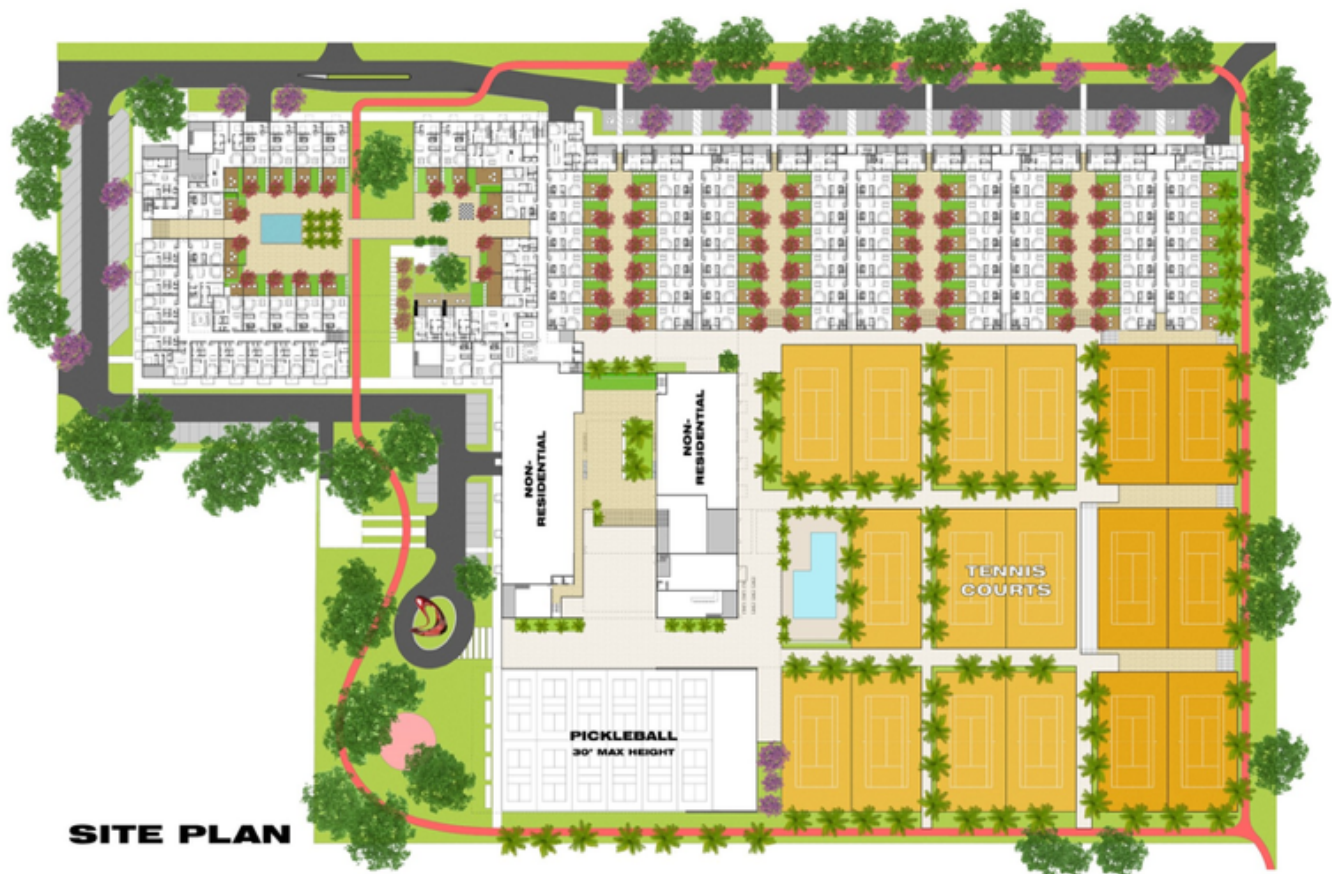 NON-
RESIDENTIAL
NON-
RESIDENTIAL
TENNIS
COURTS
PICKLEBALL
30' MAX HEIGHT
SITE PLAN